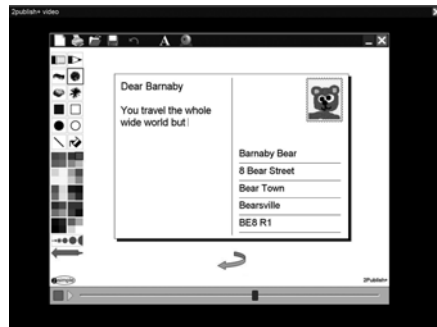 2publish+ video
A
Dear Barnaby
You travel the whole
wide world but
Barnaby Bear
8 Bear Street
Bear Town
Bearsville
BE8 R1
2simple
2Publish+